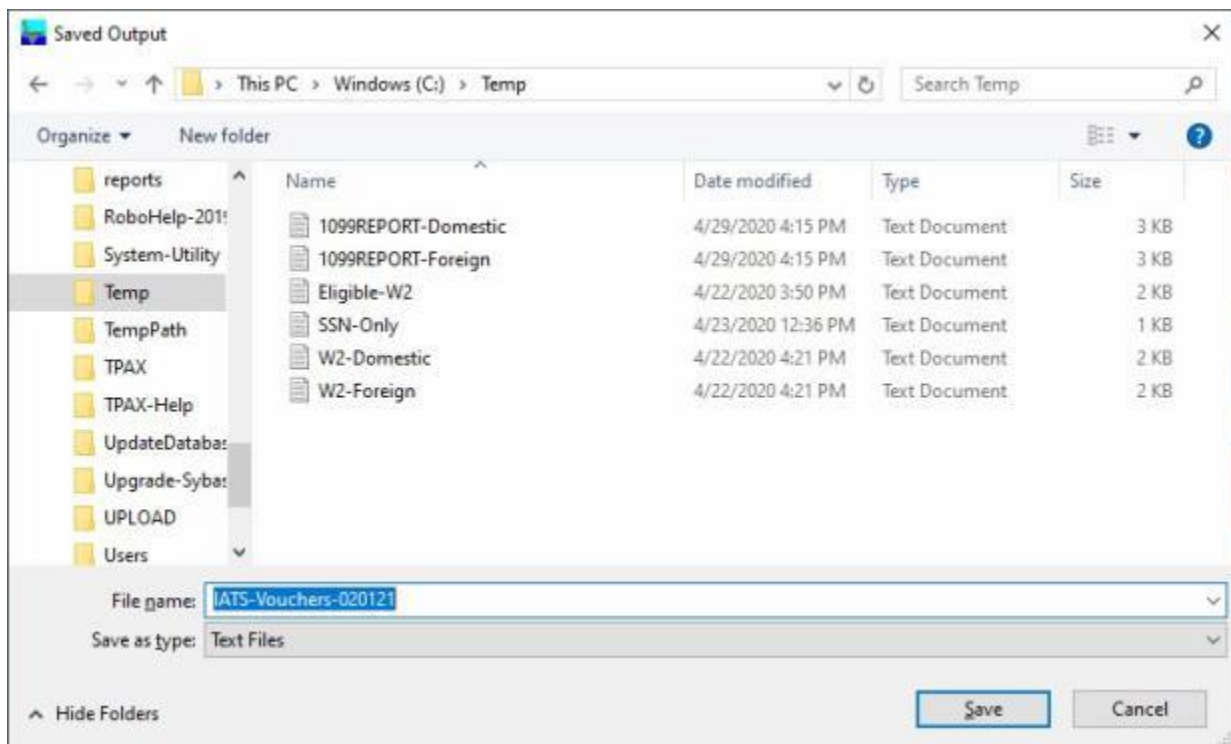 Saved Output
This PC > Windows (C:) > Temp
Search Temp
Organize
New folder
reports
RoboHelp-2019
System-Utility
Temp
TempPath
TPAX
TPAX-Help
UpdateDatabas
Upgrade-Sybas
UPLOAD
Users
Name Date modified Type Size
1099REPORT-Domestic 4/29/2020 4:15 PM Text Document 3 KB
1099REPORT-Foreign 4/29/2020 4:15 PM Text Document 3 KB
Eligible-W2 4/22/2020 3:50 PM Text Document 2 KB
SSN-Only 4/23/2020 12:36 PM Text Document 1 KB
W2-Domestic 4/22/2020 4:21 PM Text Document 2 KB
W2-Foreign 4/22/2020 4:21 PM Text Document 2 KB
File name: IATS-Vouchers-020121
Save as type: Text Files
Hide Folders
Save
Cancel